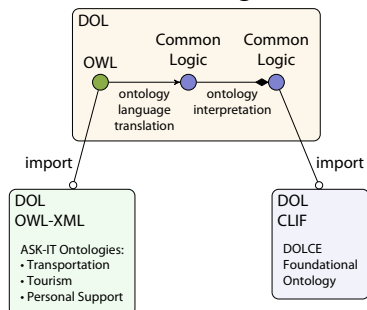 DOL
Common
Logic
Common
Logic
OWL
ontology
language
translation
ontology
interpretation
import
import
DOL
OWL-XML
ASK-IT Ontologies:
• Transportation
• Tourism
• Personal Support
DOL
CLIF
DOLCE
Foundational
Ontology